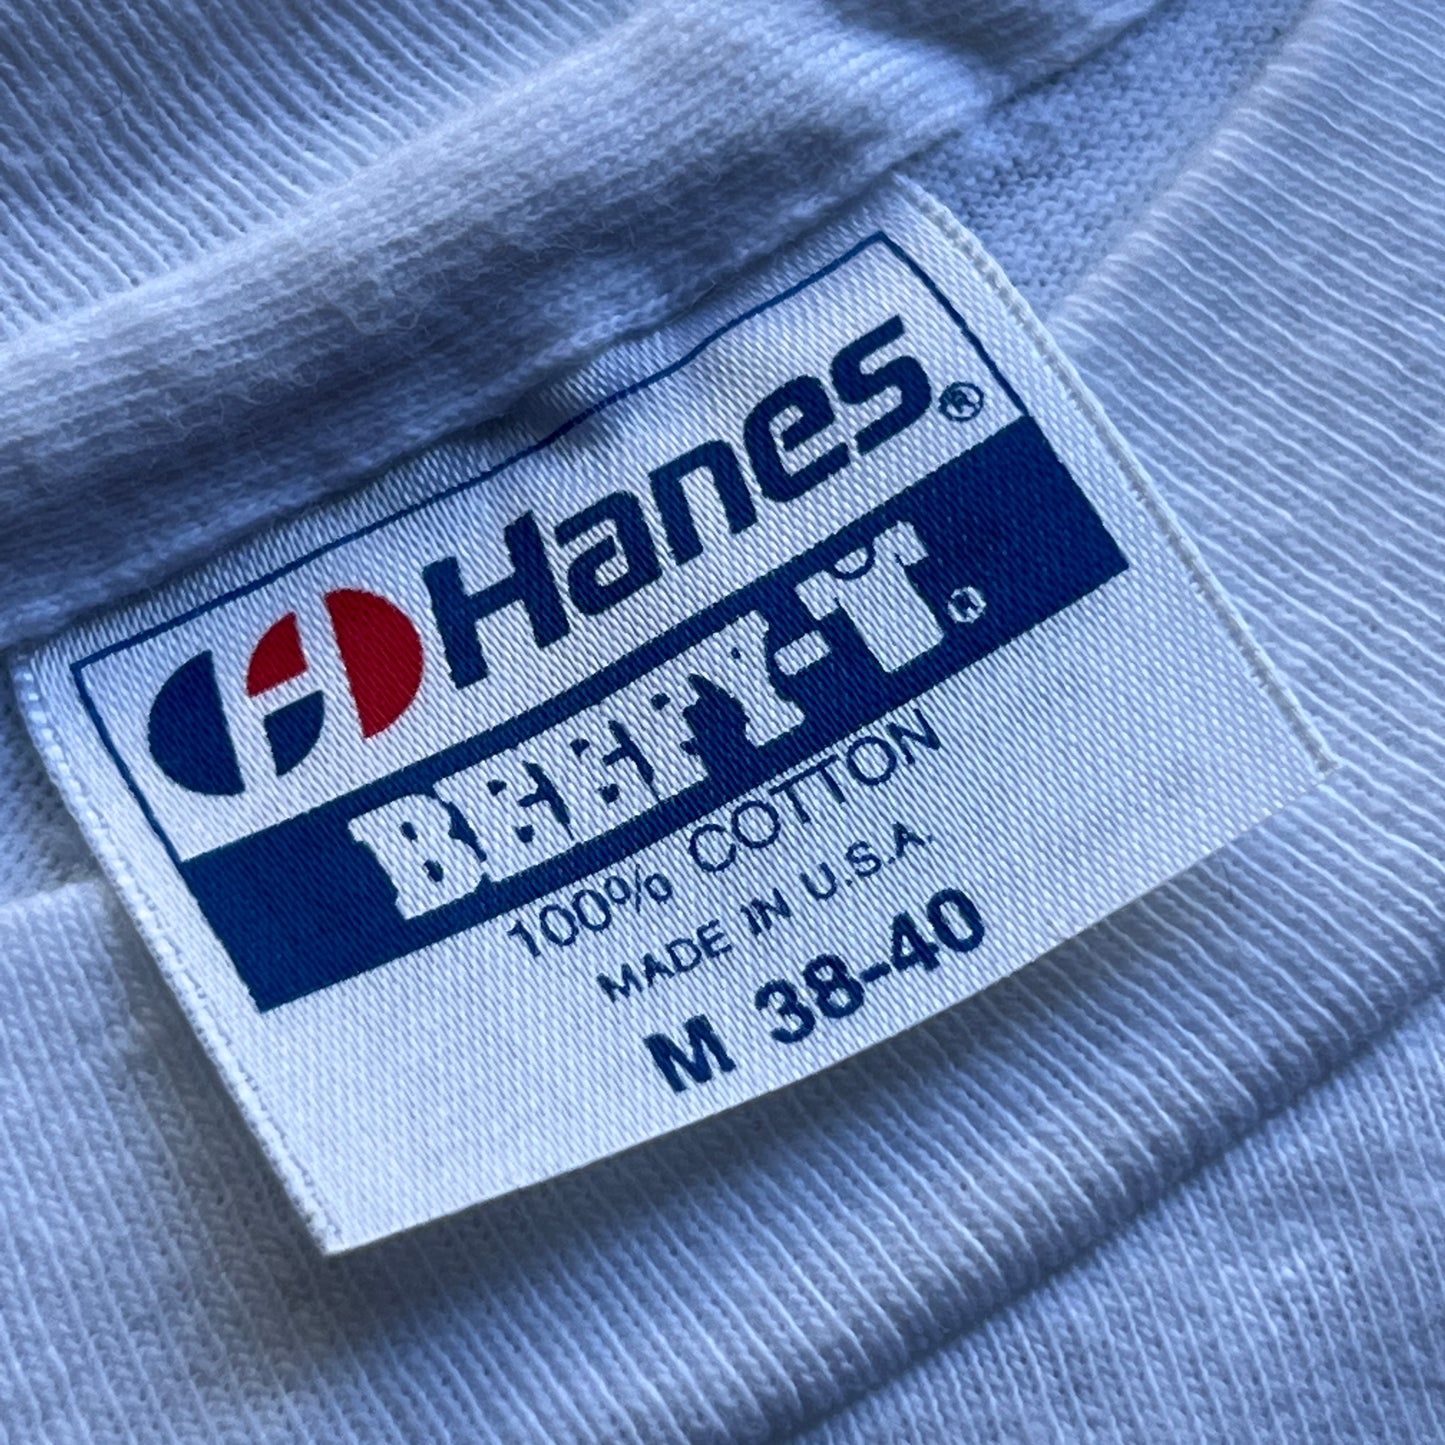 Hanes®
BEEFY-T®
100% COTTON
MADE IN U.S.A.
M 38-40